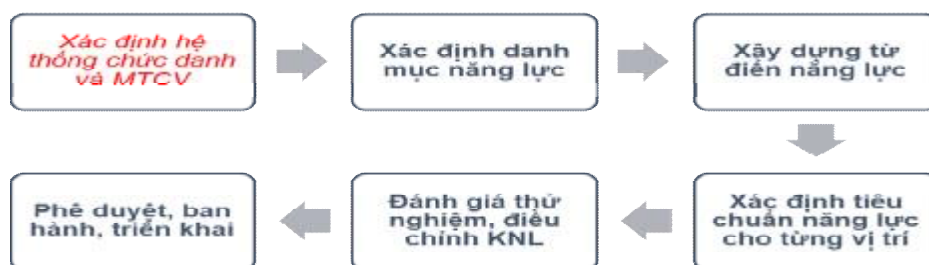 Xác định hệ
thống chức danh
và MTCV
Xác định danh
mục năng lực
Xây dựng từ
điển năng lực
Xác định tiêu
chuẩn năng lực
cho từng vị trí
Đánh giá thử
nghiệm, điều
chỉnh KNL
Phê duyệt, ban
hành, triển khai